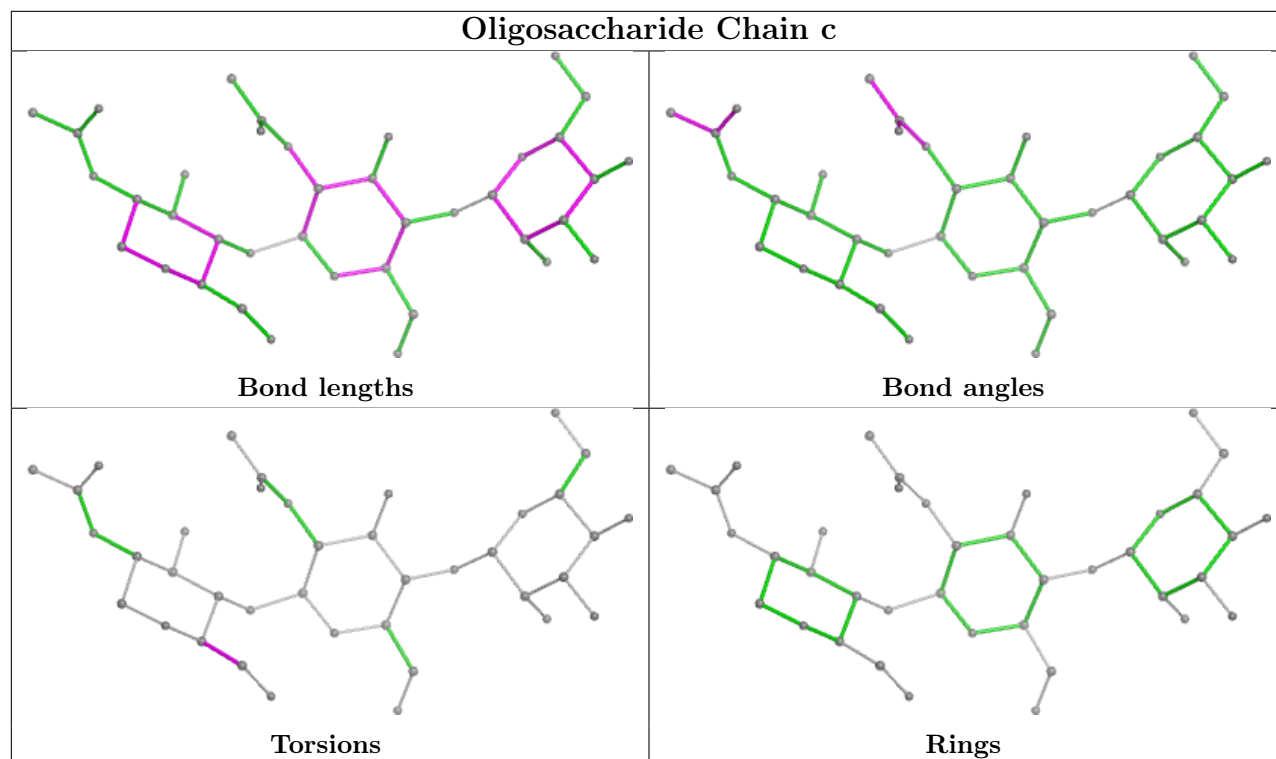 Oligosaccharide Chain c
Bond lengths
Bond angles
Torsions
Rings